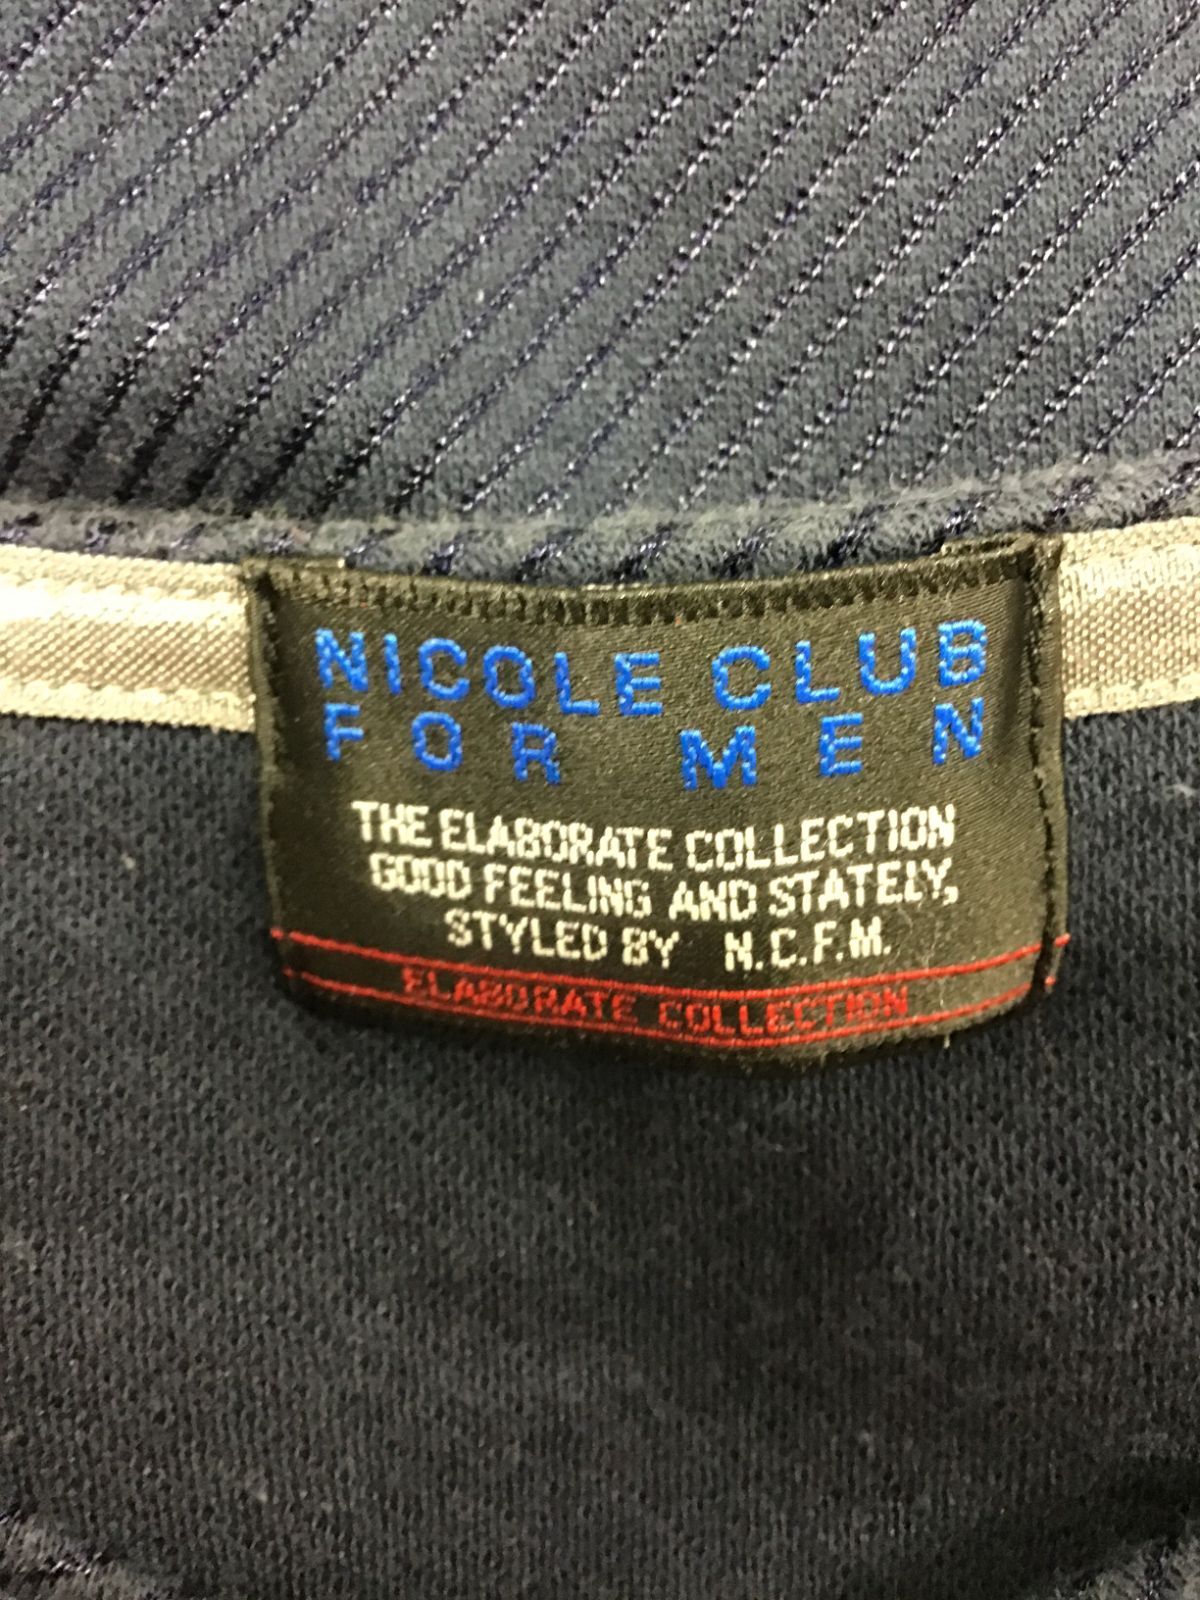 NICOLE CLUB
FOR MEN
THE ELABORATE COLLECTION
GOOD FEELING AND STATELY,
STYLED BY N.C.F.M.
ELABORATE COLLECTION